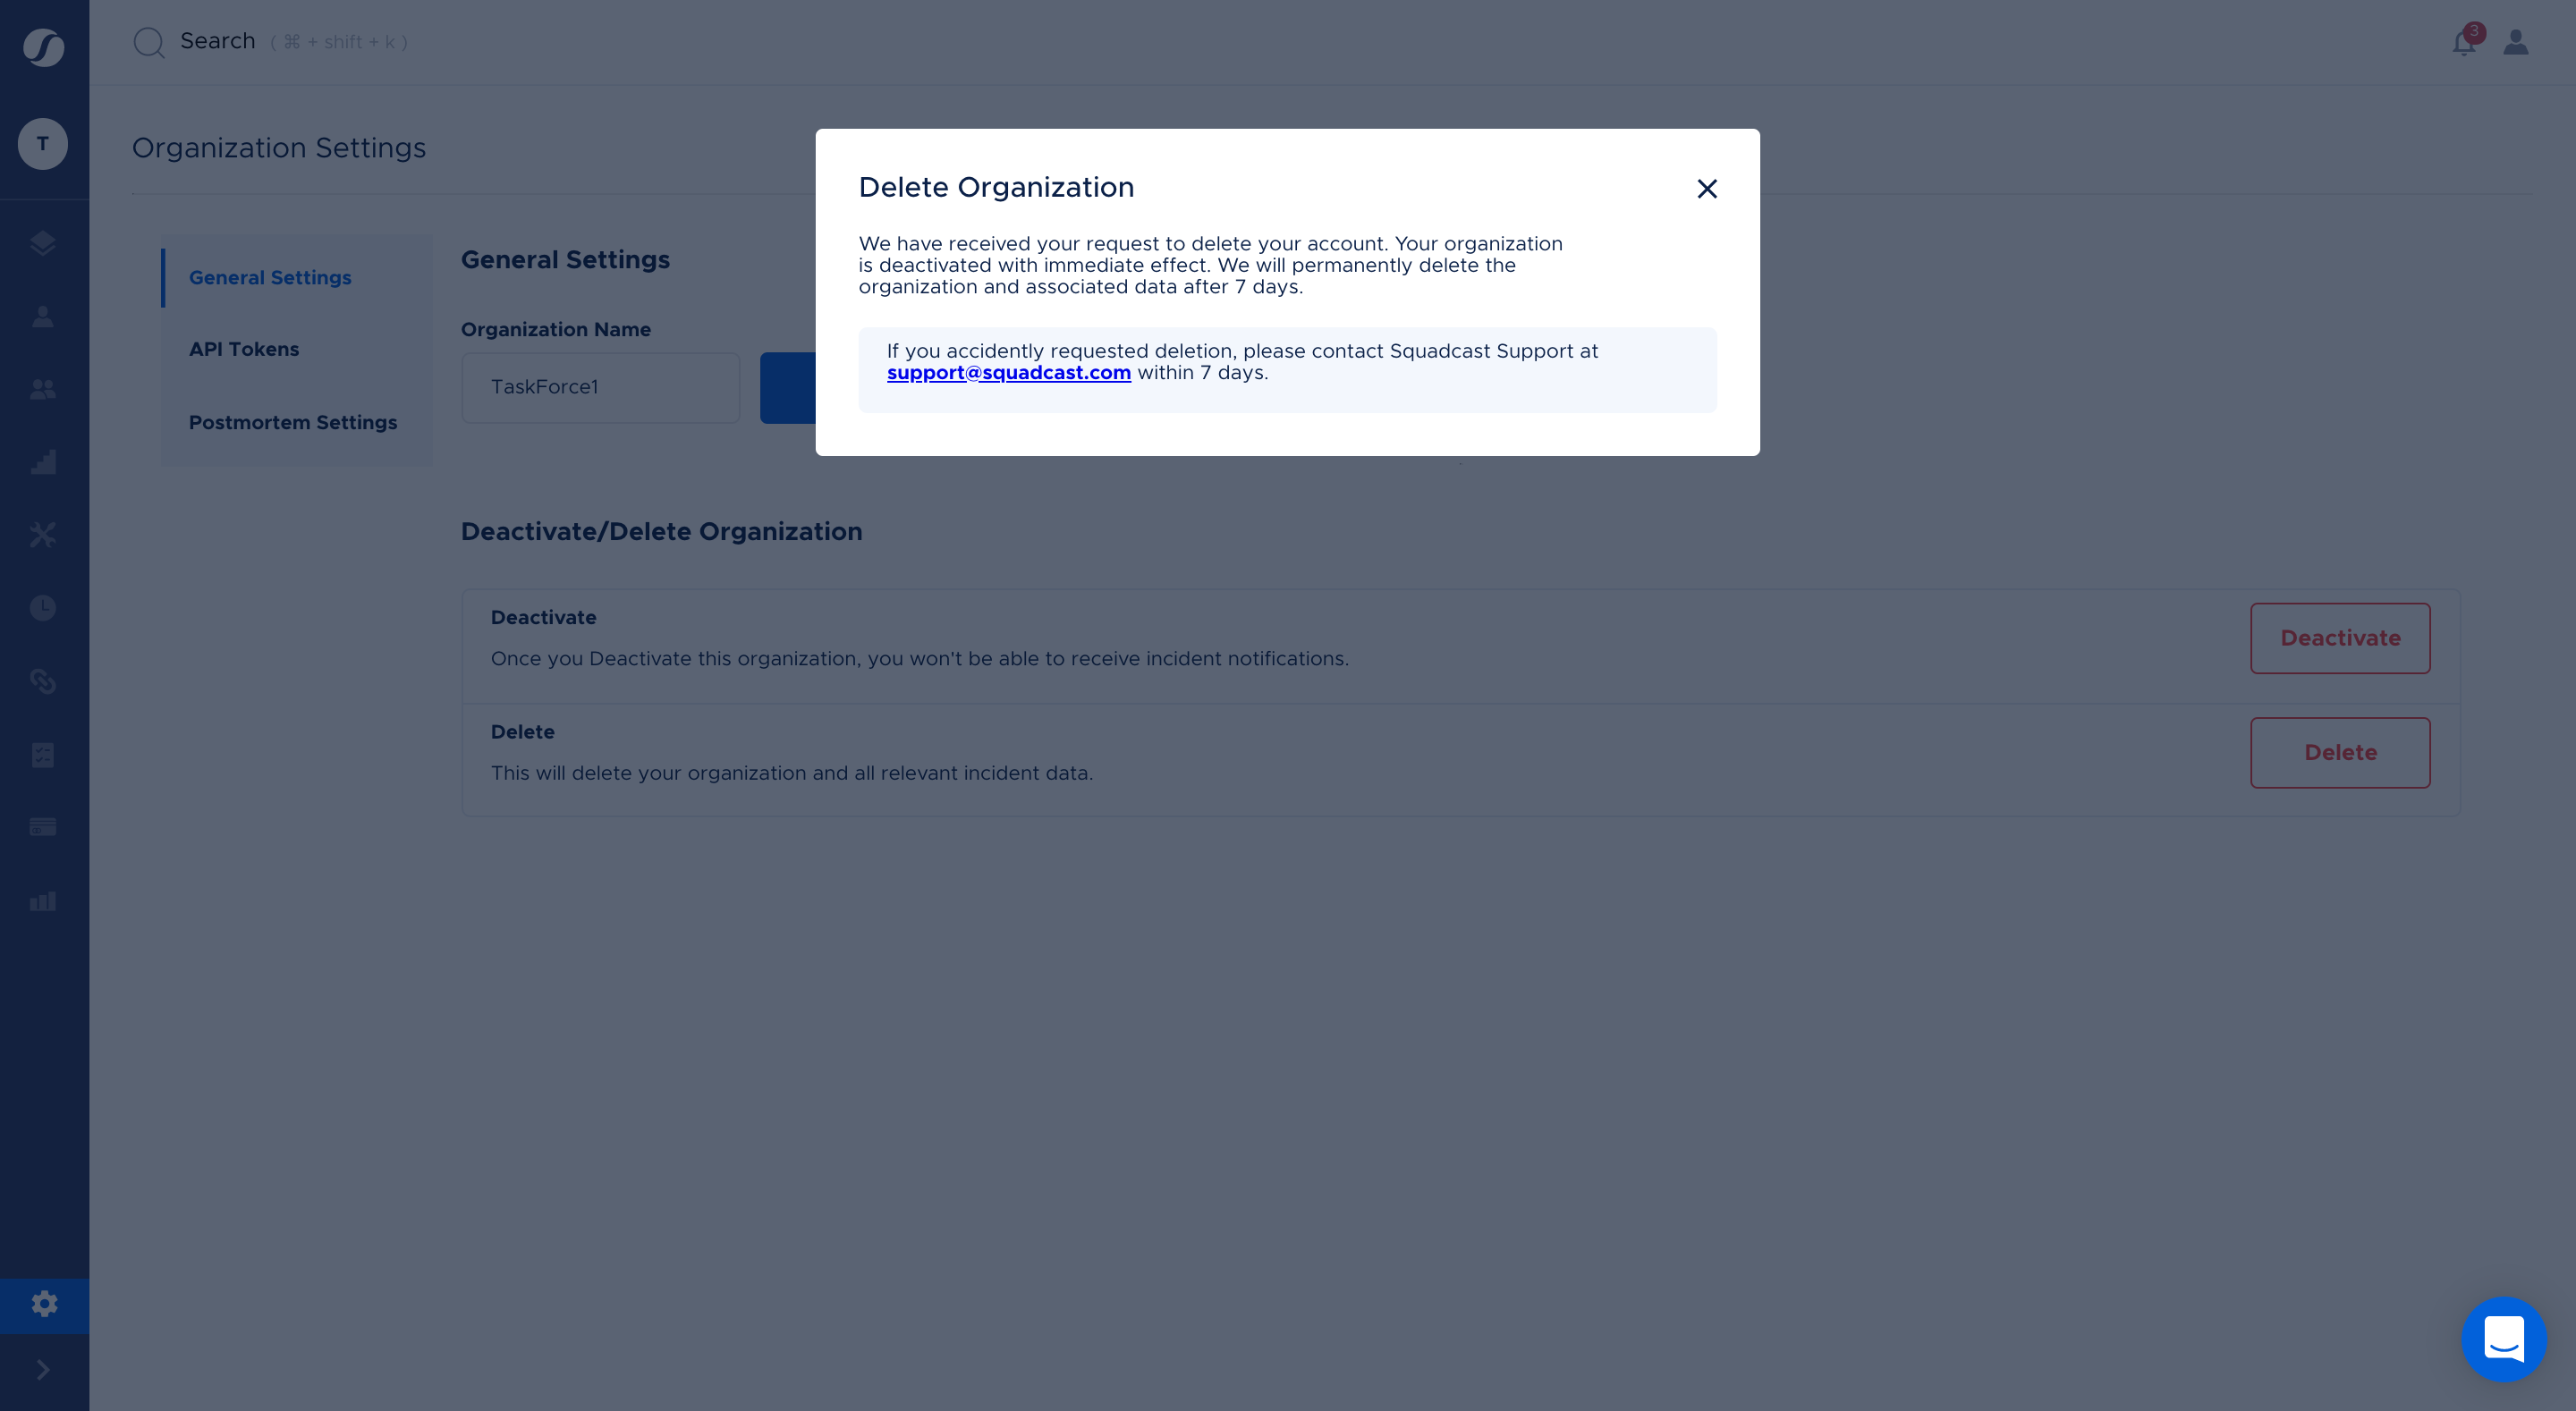 Search ( ⌘ + shift + k )
3
T
Organization Settings
Delete Organization
We have received your request to delete your account. Your organization
is deactivated with immediate effect. We will permanently delete the
organization and associated data after 7 days.
If you accidently requested deletion, please contact Squadcast Support at
support@squadcast.com within 7 days.
General Settings
API Tokens
Postmortem Settings
General Settings
Organization Name
TaskForce1
Deactivate/Delete Organization
Deactivate
Once you Deactivate this organization, you won't be able to receive incident notifications.
Deactivate
Delete
This will delete your organization and all relevant incident data.
Delete